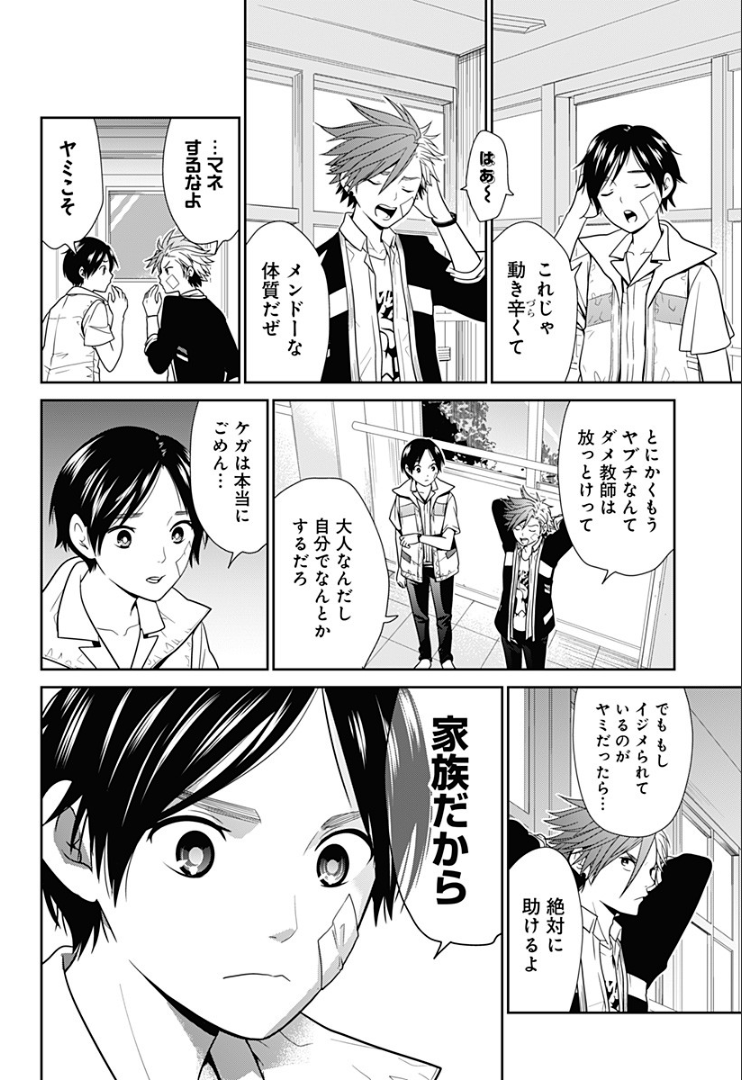 これじゃ
動き辛くて
づら
はあ～
メンドーな
体質だぜ
…マネ
するなよ
ヤミこそ
とにかくもう
ヤブチなんて
ダメ教師は
放っとけって
大人なんだし
自分でなんとか
するだろ
ケガは本当に
ごめん…
でも もし
イジメられて
いるのが
ヤミだったら…
絶対に
助けるよ
家族だから